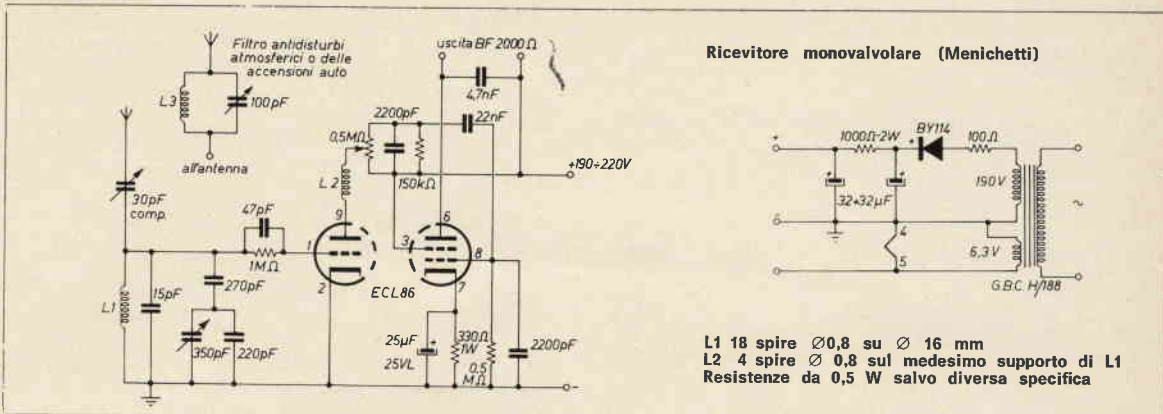 Ricevitore monovalvolare (Menichetti)
Filtro antidisturbi
atmosferici o delle
accensioni auto
L3
100pF
all'antenna
uscita BF 2000Ω
4,7nF
22nF
2200pF
0,5MΩ
150kΩ
+190÷220V
L2
30pF
comp.
47pF
1MΩ
9
1
2
ECL86
6
3
8
7
L1
15pF
270pF
350pF
220pF
25µF
25VL
330Ω
1W
0,5
MΩ
2200pF
-
+
1000Ω-2W
BY114
100Ω
32+32µF
190V
4
5
6,3V
~
G.B.C. H/188
L1 18 spire Ø0,8 su Ø 16 mm
L2 4 spire Ø 0,8 sul medesimo supporto di L1
Resistenze da 0,5 W salvo diversa specifica